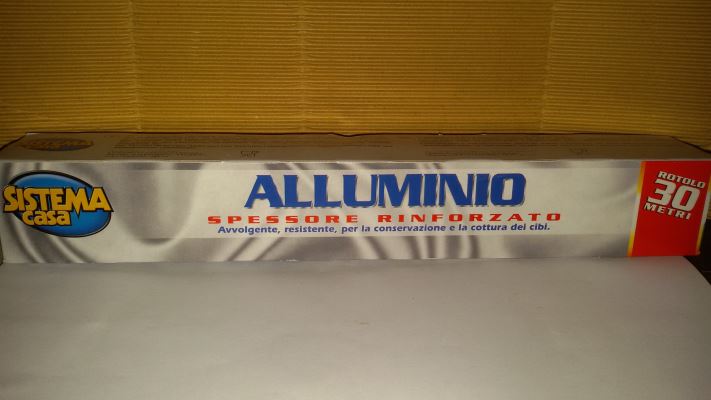 SISTEMA
casa
ALLUMINIO
SPESSORE RINFORZATO
Avvolgente, resistente, per la conservazione e la cottura dei cibi.
ROTOLO
30
METRI